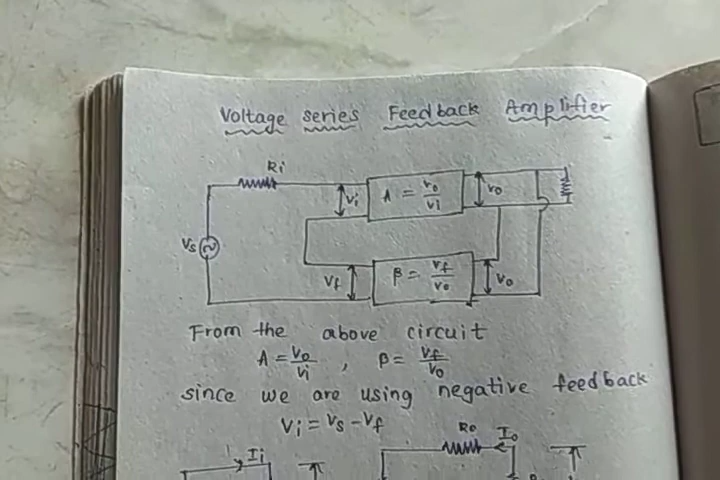 Voltage series Feedback Amplifier
Ri
Vi
A = vo/vi
vo
Vs
Vf
β = vf/vo
Vo
From the above circuit
A = Vo/Vi , β = Vf/Vo
since we are using negative feedback
Vi = Vs - Vf
Ro Io
Ii